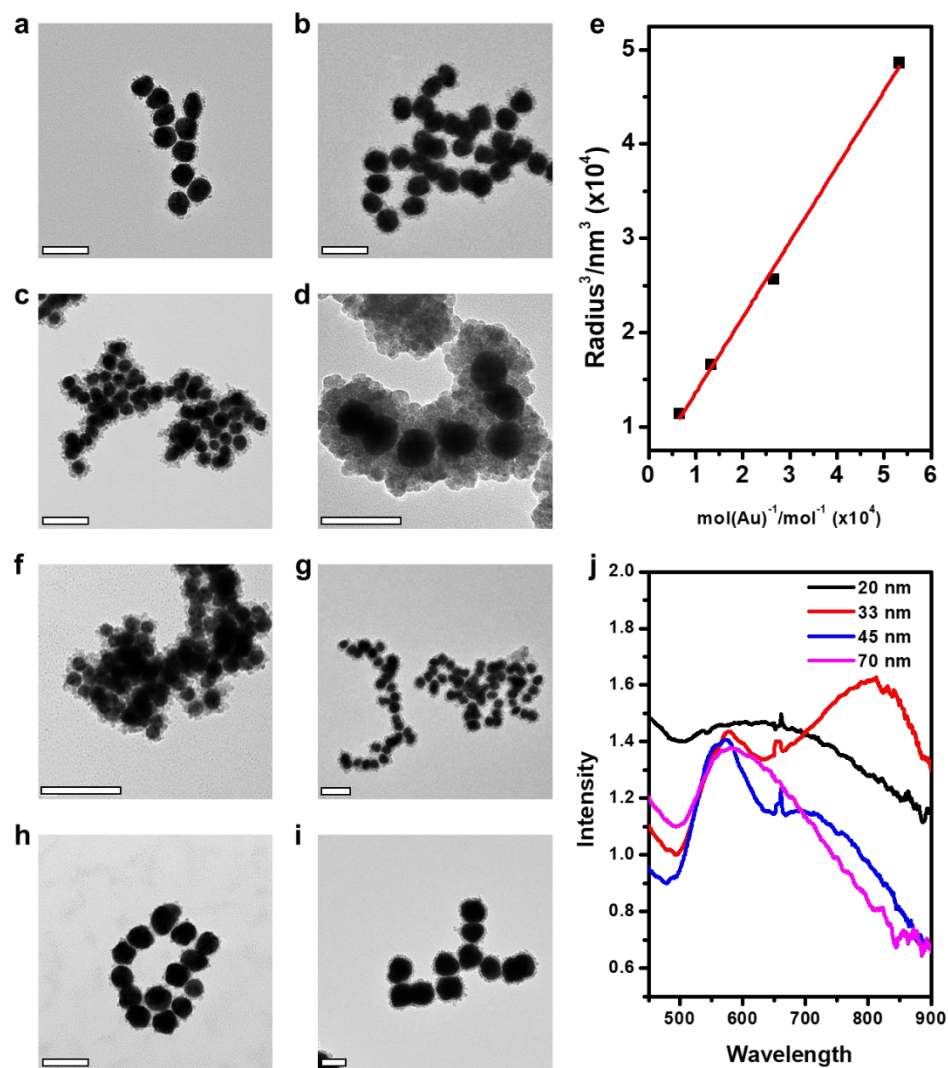 a
b
c
d
e
Radius³/nm³ (x10⁴)
5
4
3
2
1
0 1 2 3 4 5 6
mol(Au)⁻¹/mol⁻¹ (x10⁴)
f
g
h
i
j
Intensity
2.0
1.8
1.6
1.4
1.2
1.0
0.8
0.6
20 nm
33 nm
45 nm
70 nm
500 600 700 800 900
Wavelength